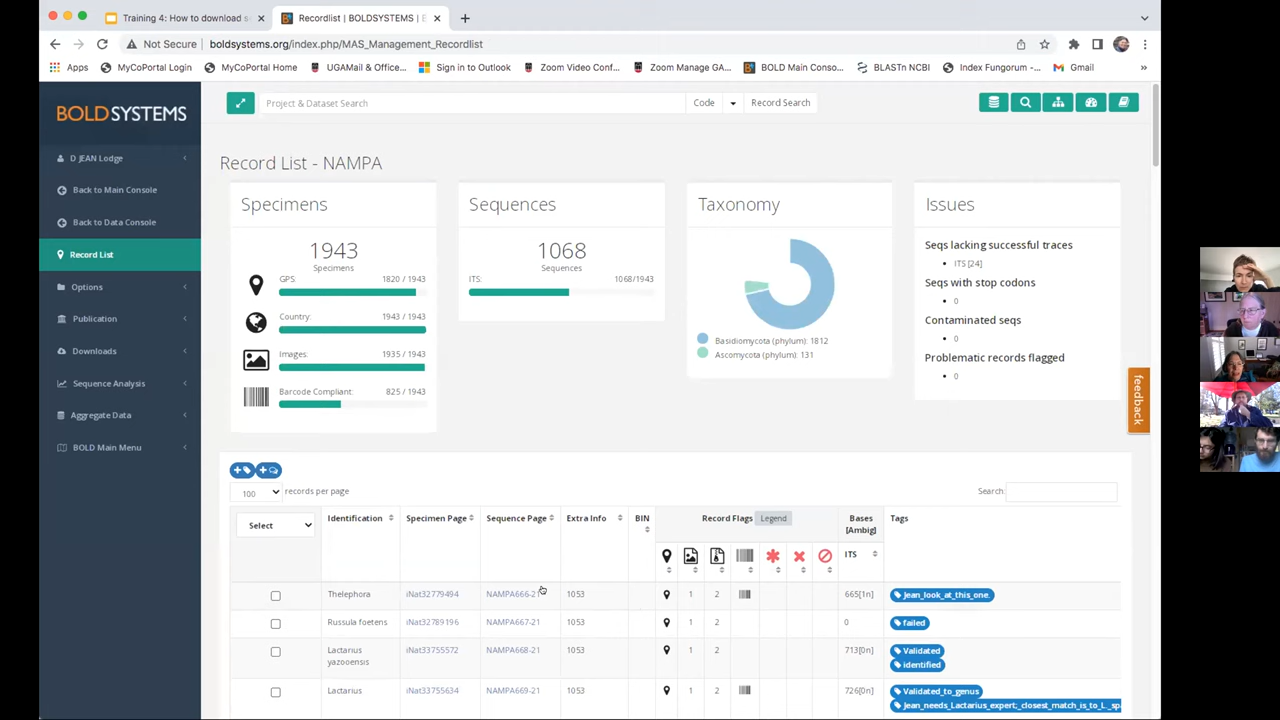 Training 4: How to download s
Recordlist | BOLDSYSTEMS | B
Not Secure | boldsystems.org/index.php/MAS_Management_Recordlist
Apps MyCoPortal Login MyCoPortal Home UGAMail & Office... Sign in to Outlook Zoom Video Conf... Zoom Manage GA... BOLD Main Conso... BLASTn NCBI Index Fungorum... Gmail »
BOLDSYSTEMS
Project & Dataset Search Code Record Search
D JEAN Lodge
Back to Main Console
Back to Data Console
Record List
Options
Publication
Downloads
Sequence Analysis
Aggregate Data
BOLD Main Menu
Record List - NAMPA
Specimens
1943
Specimens
GPS: 1820 / 1943
Country: 1943 / 1943
Images: 1935 / 1943
Barcode Compliant: 825 / 1943
Sequences
1068
Sequences
ITS: 1068/1943
Taxonomy
Basidiomycota (phylum): 1812
Ascomycota (phylum): 131
Issues
Seqs lacking successful traces
ITS [24]
Seqs with stop codons
0
Contaminated seqs
0
Problematic records flagged
0
feedback
100 records per page Search:
Select Identification Specimen Page Sequence Page Extra Info BIN Record Flags Legend Bases [Ambig] Tags
ITS
Thelephora iNat32779494 NAMPA666-21 1053 1 2 665[1n] Jean_look_at_this_one.
Russula foetens iNat32789196 NAMPA667-21 1053 1 2 0 failed
Lactarius yazooensis iNat33755572 NAMPA668-21 1053 1 2 713[0n] Validated
identified
Lactarius iNat33755634 NAMPA669-21 1053 1 2 726[0n] Validated_to_genus
Jean_needs_Lactarius_expert;_closest_match_is_to_L._sp